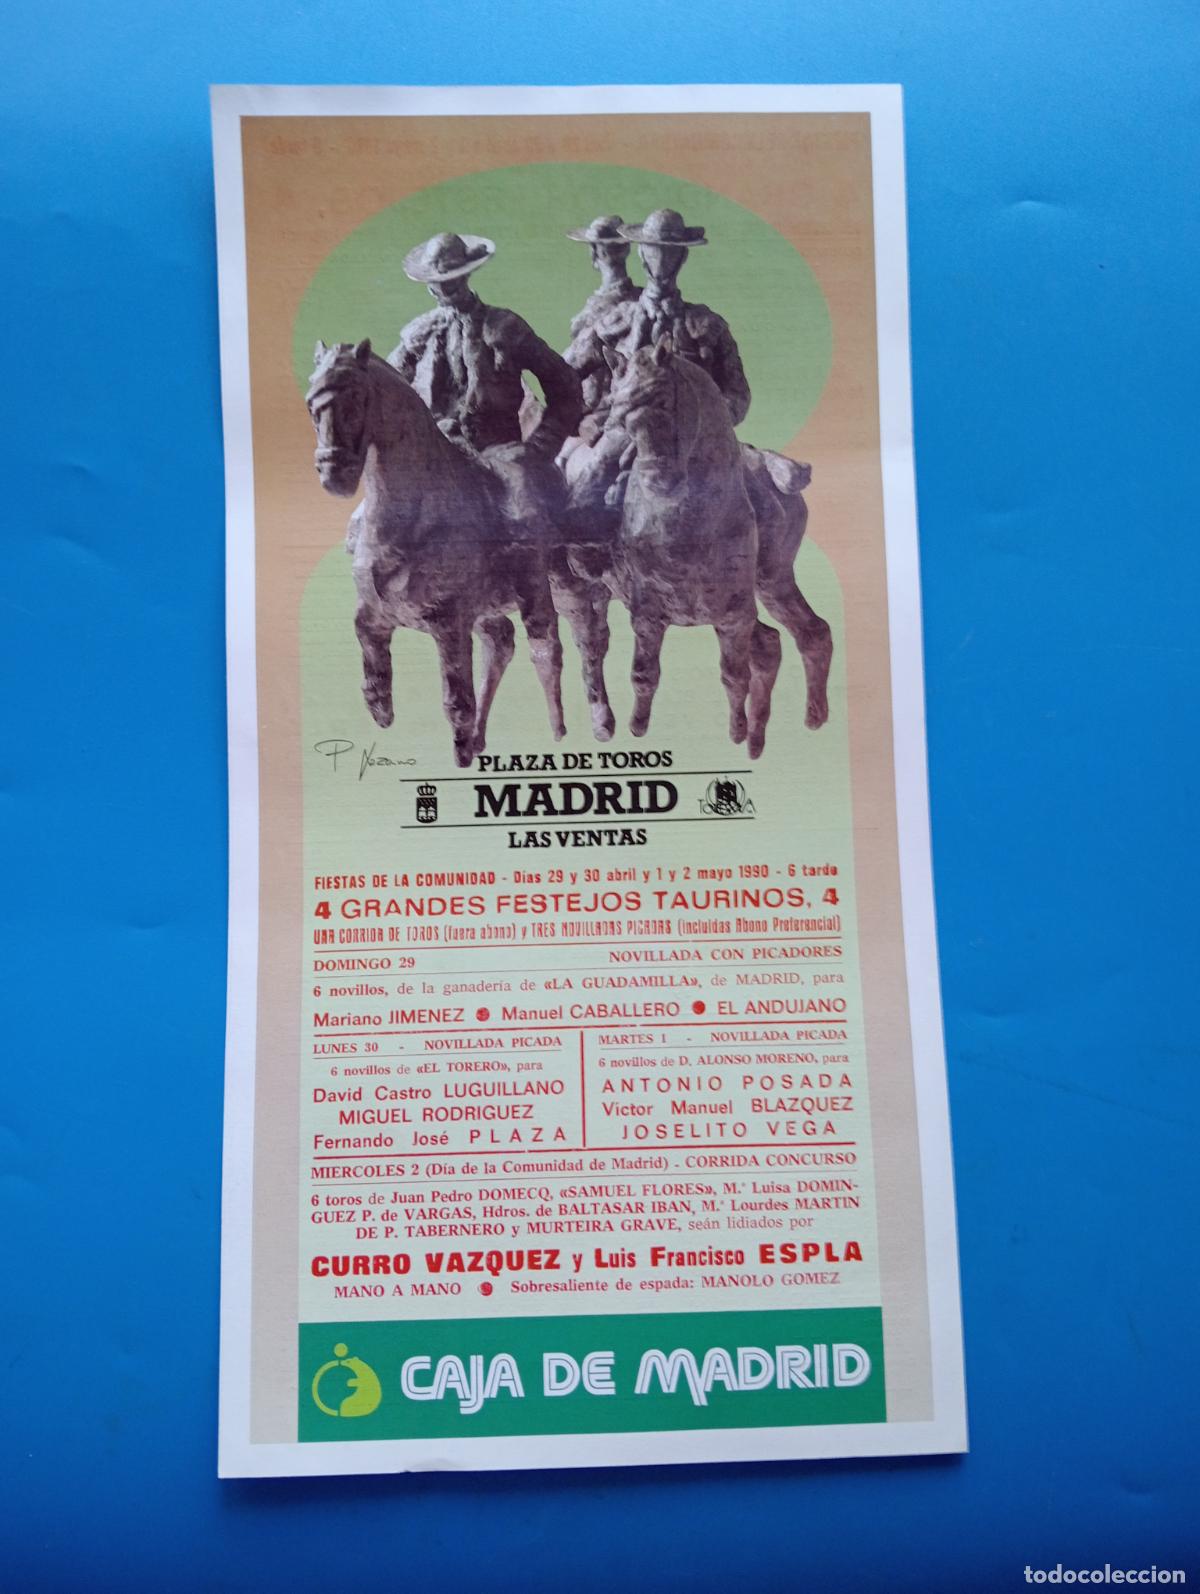 P Lozano
PLAZA DE TOROS
MADRID
TORESMA
LAS VENTAS
FIESTAS DE LA COMUNIDAD - Días 29 y 30 abril y 1 y 2 mayo 1990 - 6 tarde
4 GRANDES FESTEJOS TAURINOS, 4
UNA CORRIDA DE TOROS (fuera abono) y TRES NOVILLADAS PICADAS (incluidas Abono Preferencial)
DOMINGO 29 NOVILLADA CON PICADORES
6 novillos, de la ganadería de «LA GUADAMILLA», de MADRID, para
Mariano JIMENEZ Manuel CABALLERO EL ANDUJANO
LUNES 30 - NOVILLADA PICADA
6 novillos de «EL TORERO», para
David Castro LUGUILLANO
MIGUEL RODRIGUEZ
Fernando José PLAZA
MARTES 1 - NOVILLADA PICADA
6 novillos de D. ALONSO MORENO, para
ANTONIO POSADA
Victor Manuel BLAZQUEZ
JOSELITO VEGA
MIERCOLES 2 (Día de la Comunidad de Madrid) - CORRIDA CONCURSO
6 toros de Juan Pedro DOMECQ, «SAMUEL FLORES», M.ª Luisa DOMIN-
GUEZ P. de VARGAS, Hdros. de BALTASAR IBAN, M.ª Lourdes MARTIN
DE P. TABERNERO y MURTEIRA GRAVE, seán lidiados por
CURRO VAZQUEZ y Luis Francisco ESPLA
MANO A MANO Sobresaliente de espada: MANOLO GOMEZ
CAJA DE MADRID
todocoleccion